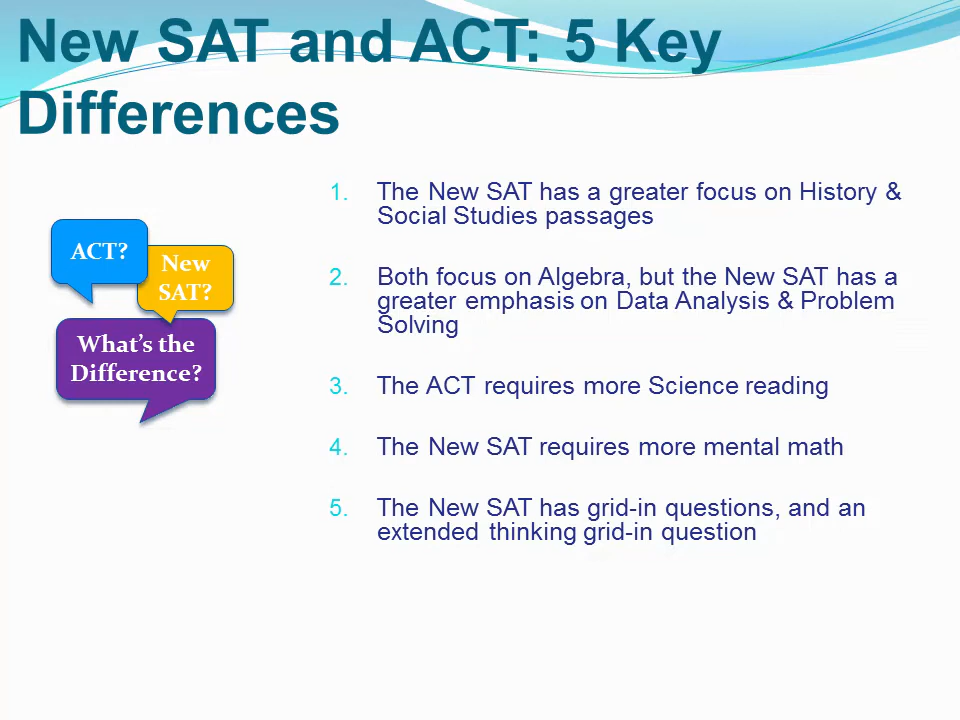 New SAT and ACT: 5 Key
Differences
ACT?
New
SAT?
What's the
Difference?
1. The New SAT has a greater focus on History &
Social Studies passages
2. Both focus on Algebra, but the New SAT has a
greater emphasis on Data Analysis & Problem
Solving
3. The ACT requires more Science reading
4. The New SAT requires more mental math
5. The New SAT has grid-in questions, and an
extended thinking grid-in question